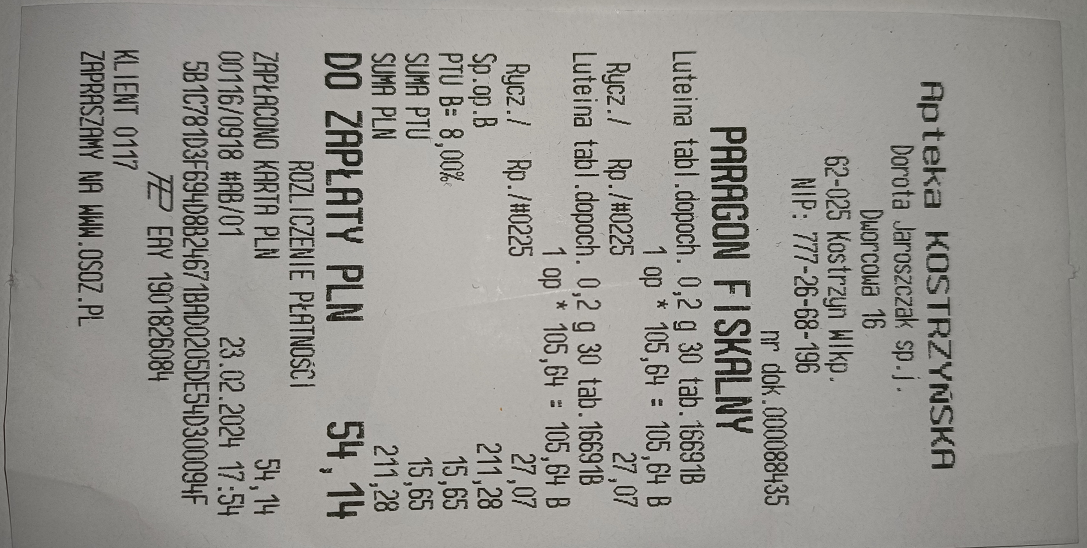 Apteka KOSTRZYŃSKA
Dorota Jaroszczak sp.j.
Dworcowa 16
62-025 Kostrzyn Wlkp.
NIP: 777-26-68-196
nr dok.000088435
PARAGON FISKALNY
Luteina tabl.dopoch. 0,2 g 30 tab.16691B
1 op * 105,64 = 105,64 B
Rycz./ Rp./#0225 27,07
Luteina tabl.dopoch. 0,2 g 30 tab.16691B
1 op * 105,64 = 105,64 B
Rycz./ Rp./#0225 27,07
Sp.op.B 211,28
PTU B= 8,00% 15,65
SUMA PTU 15,65
SUMA PLN 211,28
DO ZAPŁATY PLN 54,14
ROZLICZENIE PŁATNOŚCI
ZAPŁACONO KARTA PLN 54,14
00116/0918 #AB/01 23.02.2024 17:54
5B1C781D3F694D8B24671BAD0205DE54D300094F
EAY 1901826084
KLIENT 0117
ZAPRASZAMY NA WWW.OSOZ.PL